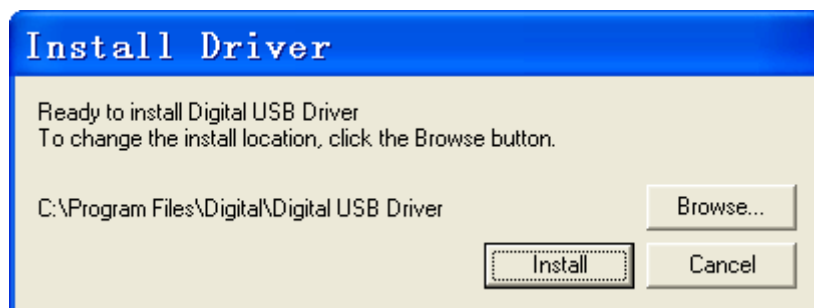 Install Driver
Ready to install Digital USB Driver
To change the install location, click the Browse button.
C:\Program Files\Digital\Digital USB Driver
Browse...
Install
Cancel